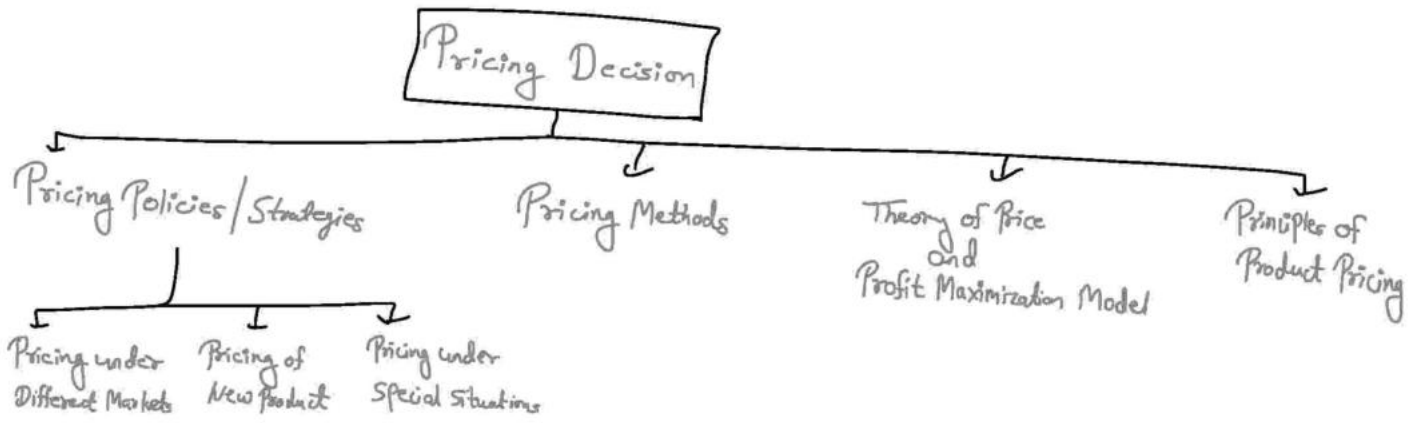 Pricing Decision
Pricing Policies/Strategies
Pricing Methods
Theory of Price
and
Profit Maximization Model
Principles of
Product Pricing
Pricing under
Different Markets
Pricing of
New Product
Pricing under
Special Situations